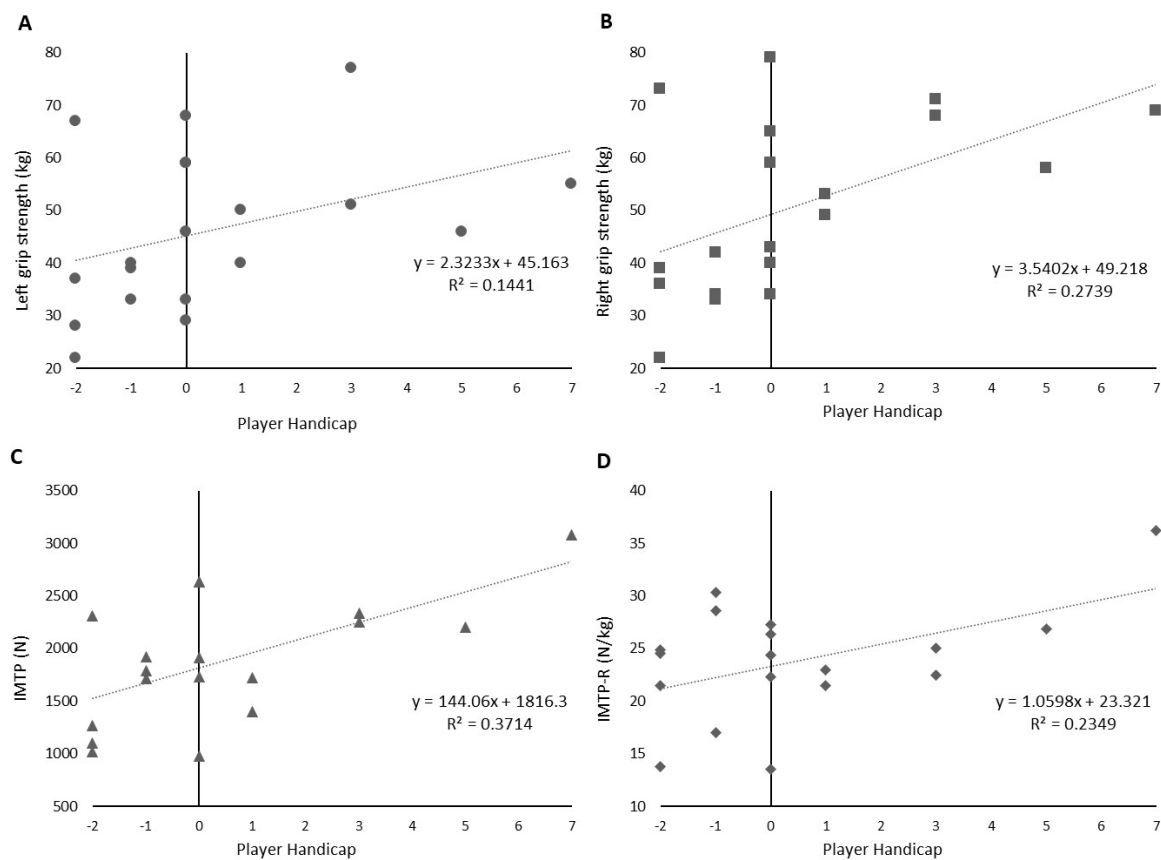 A
Left grip strength (kg)
80
70
60
50
40
30
20
-2 -1 0 1 2 3 4 5 6 7
Player Handicap
y = 2.3233x + 45.163
R² = 0.1441
B
Right grip strength (kg)
80
70
60
50
40
30
20
-2 -1 0 1 2 3 4 5 6 7
Player Handicap
y = 3.5402x + 49.218
R² = 0.2739
C
IMTP (N)
3500
3000
2500
2000
1500
1000
500
-2 -1 0 1 2 3 4 5 6 7
Player Handicap
y = 144.06x + 1816.3
R² = 0.3714
D
IMTP-R (N/kg)
40
35
30
25
20
15
10
-2 -1 0 1 2 3 4 5 6 7
Player Handicap
y = 1.0598x + 23.321
R² = 0.2349